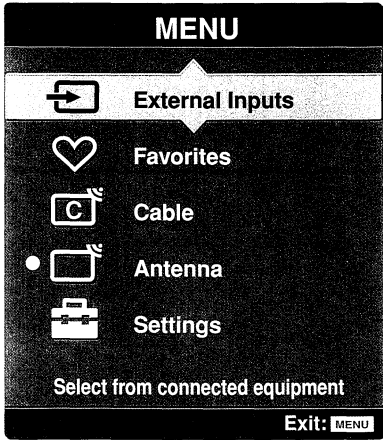 MENU
External Inputs
Favorites
C Cable
Antenna
Settings
Select from connected equipment
Exit: MENU